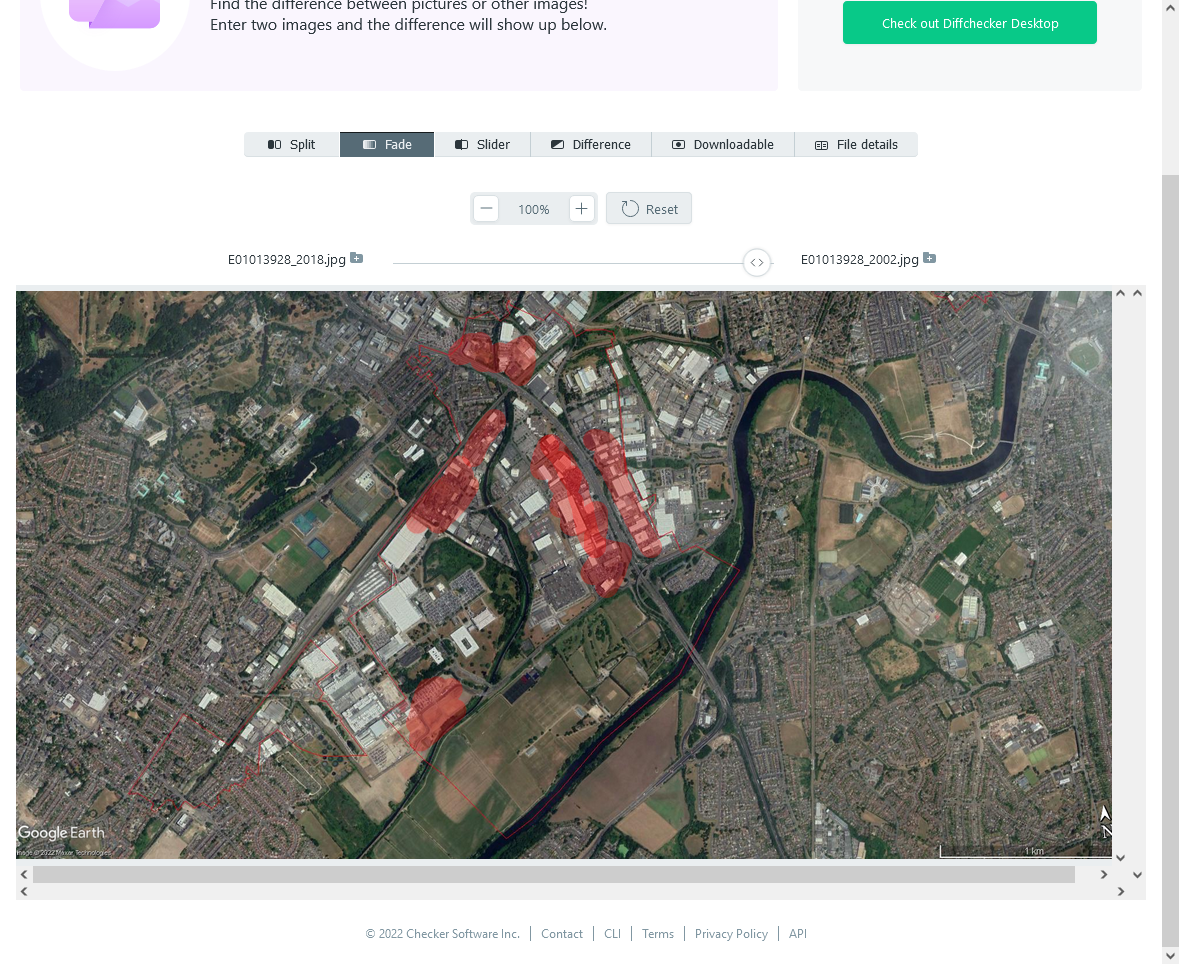 Find the difference between pictures or other images!
Enter two images and the difference will show up below.
Check out Diffchecker Desktop
Split
Fade
Slider
Difference
Downloadable
File details
100%
Reset
E01013928_2018.jpg
E01013928_2002.jpg
Google Earth
Image © 2022 Maxar Technologies
N
1 km
© 2022 Checker Software Inc.
Contact
CLI
Terms
Privacy Policy
API